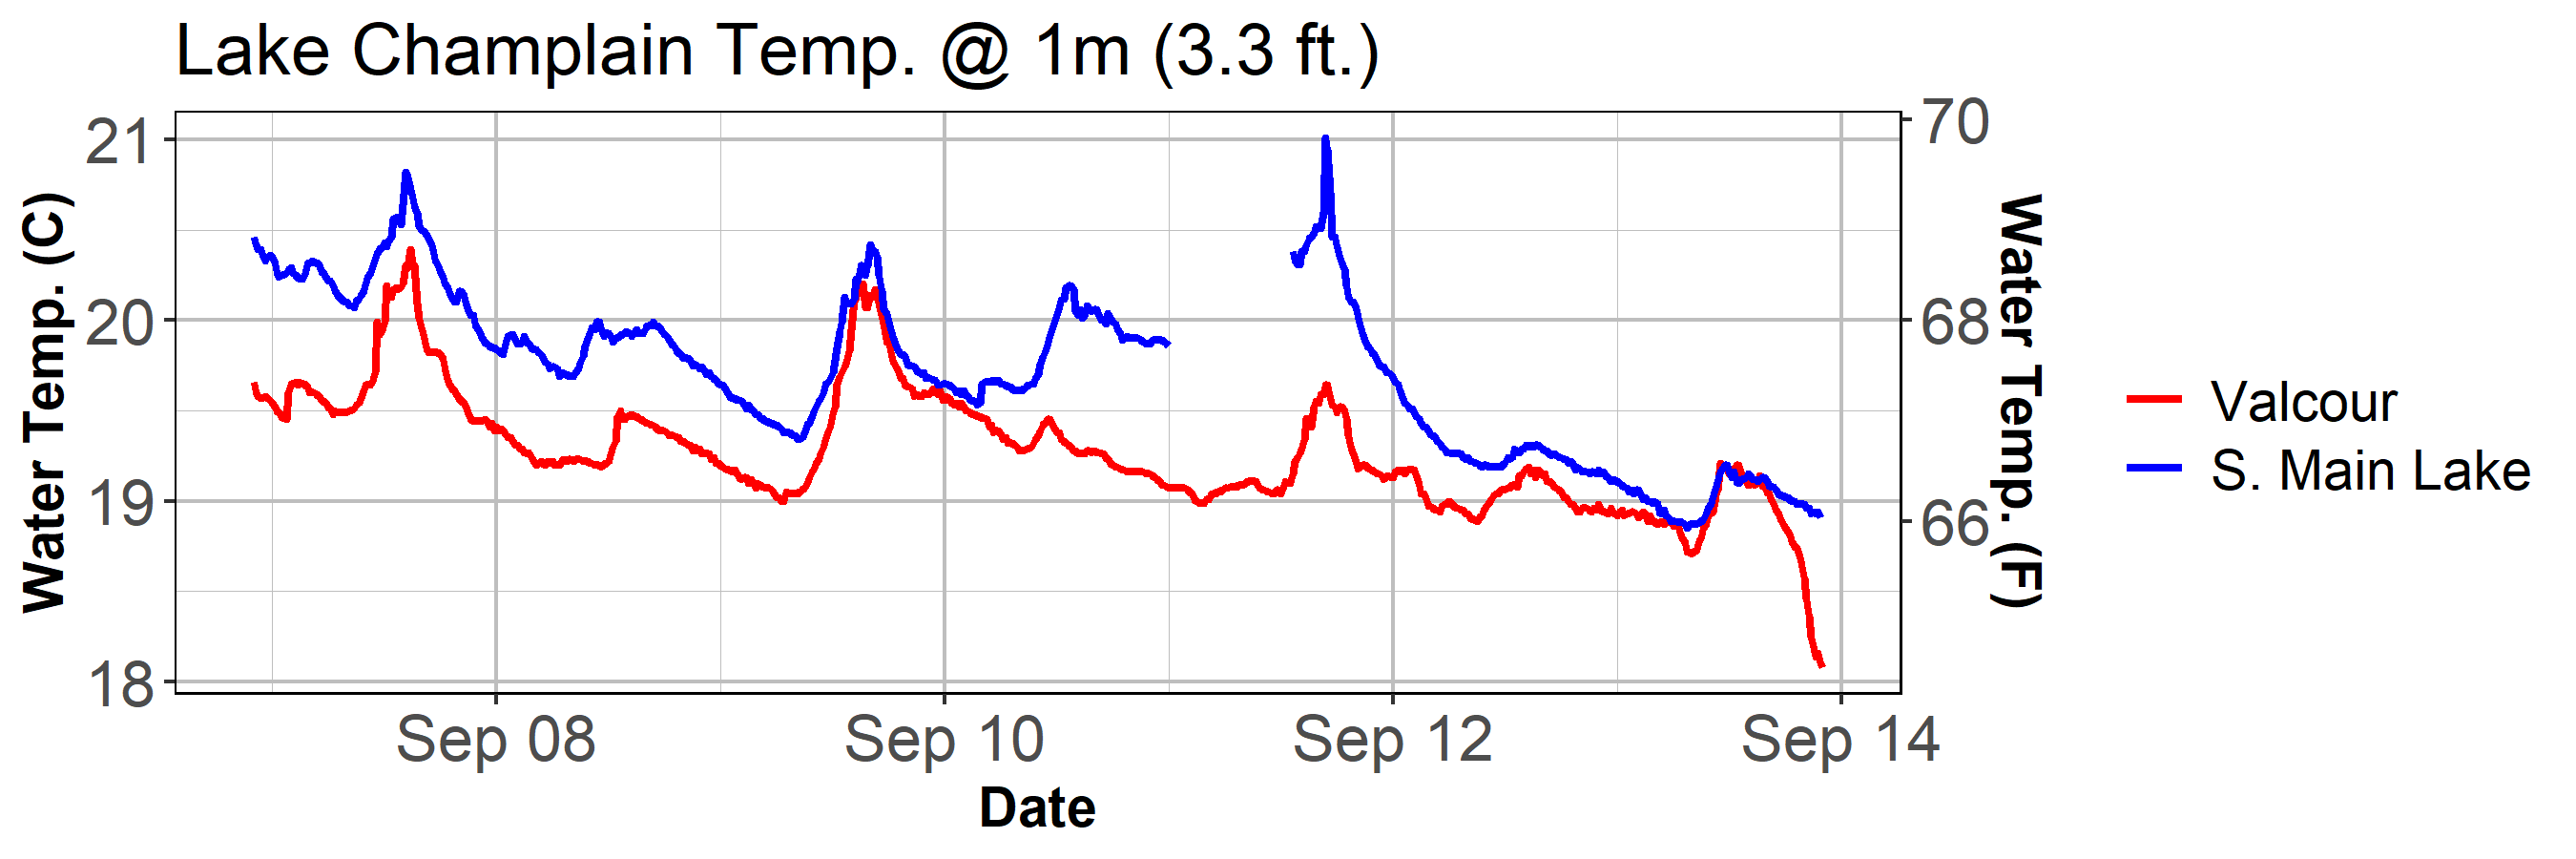 Lake Champlain Temp. @ 1m (3.3 ft.)
Water Temp. (C)
21
20
19
18
70
68
66
Water Temp. (F)
Sep 08
Sep 10
Sep 12
Sep 14
Date
Valcour
S. Main Lake